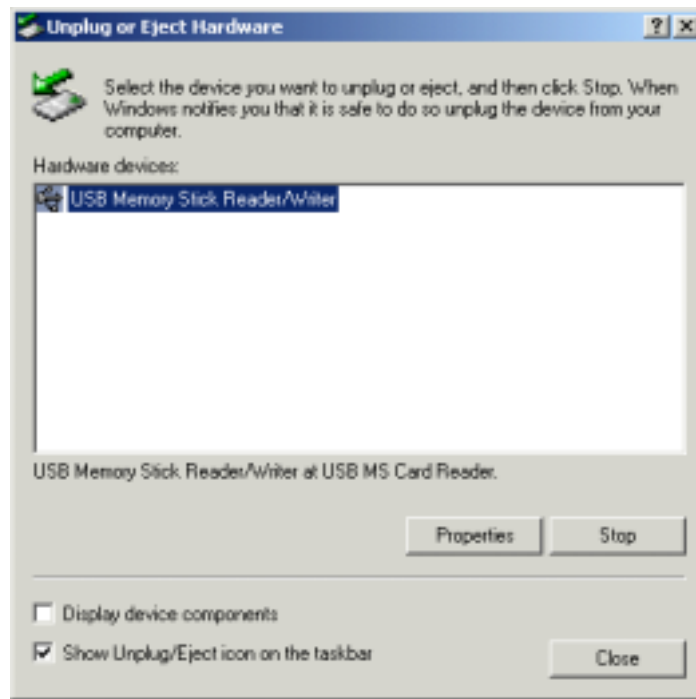 Unplug or Eject Hardware
Select the device you want to unplug or eject, and then click Stop. When
Windows notifies you that it is safe to do so unplug the device from your
computer.
Hardware devices:
USB Memory Stick Reader/Writer
USB Memory Stick Reader/Writer at USB MS Card Reader.
Properties
Stop
Display device components
Show Unplug/Eject icon on the taskbar
Close